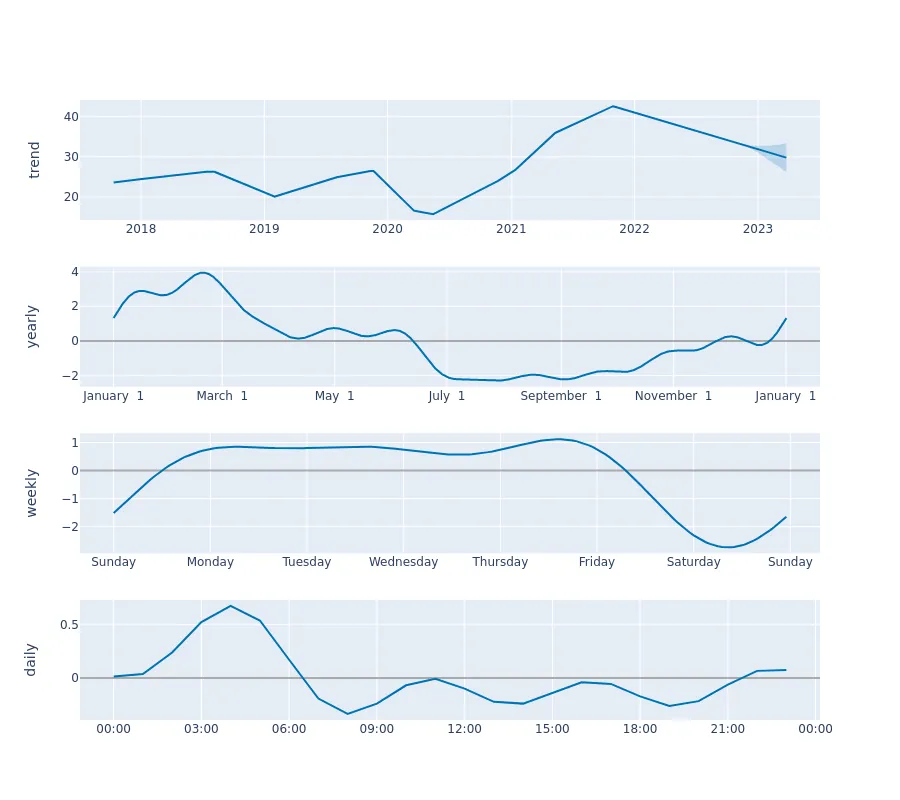 trend
40
30
20
2018 2019 2020 2021 2022 2023
yearly
4
2
0
−2
January 1 March 1 May 1 July 1 September 1 November 1 January 1
weekly
1
0
−1
−2
Sunday Monday Tuesday Wednesday Thursday Friday Saturday Sunday
daily
0.5
0
00:00 03:00 06:00 09:00 12:00 15:00 18:00 21:00 00:00